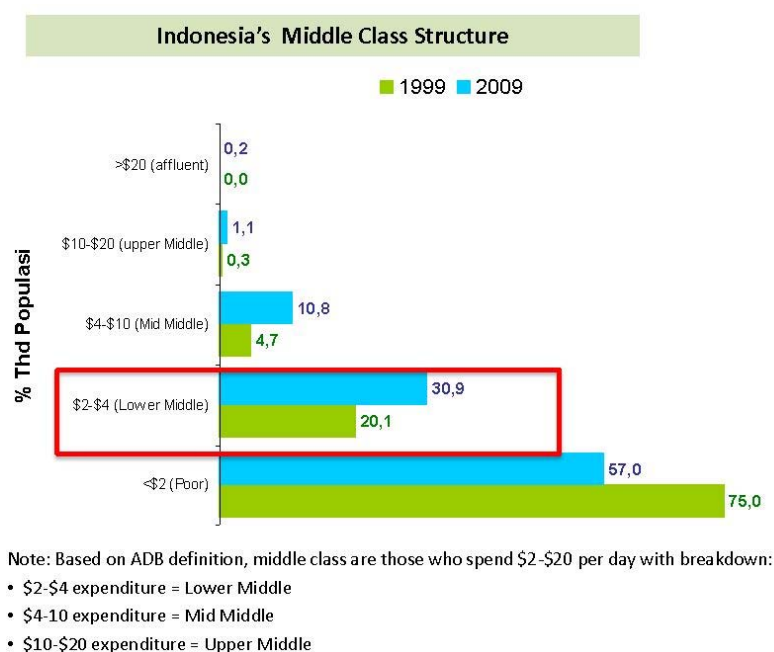 Indonesia's  Middle Class Structure
1999 2009
% Thd Populasi
>$20 (affluent)
0,2
0,0
$10-$20 (upper Middle)
1,1
0,3
$4-$10 (Mid Middle)
10,8
4,7
$2-$4 (Lower Middle)
30,9
20,1
<$2 (Poor)
57,0
75,0
Note: Based on ADB definition, middle class are those who spend $2-$20 per day with breakdown:
• $2-$4 expenditure = Lower Middle
• $4-10 expenditure = Mid Middle
• $10-$20 expenditure = Upper Middle